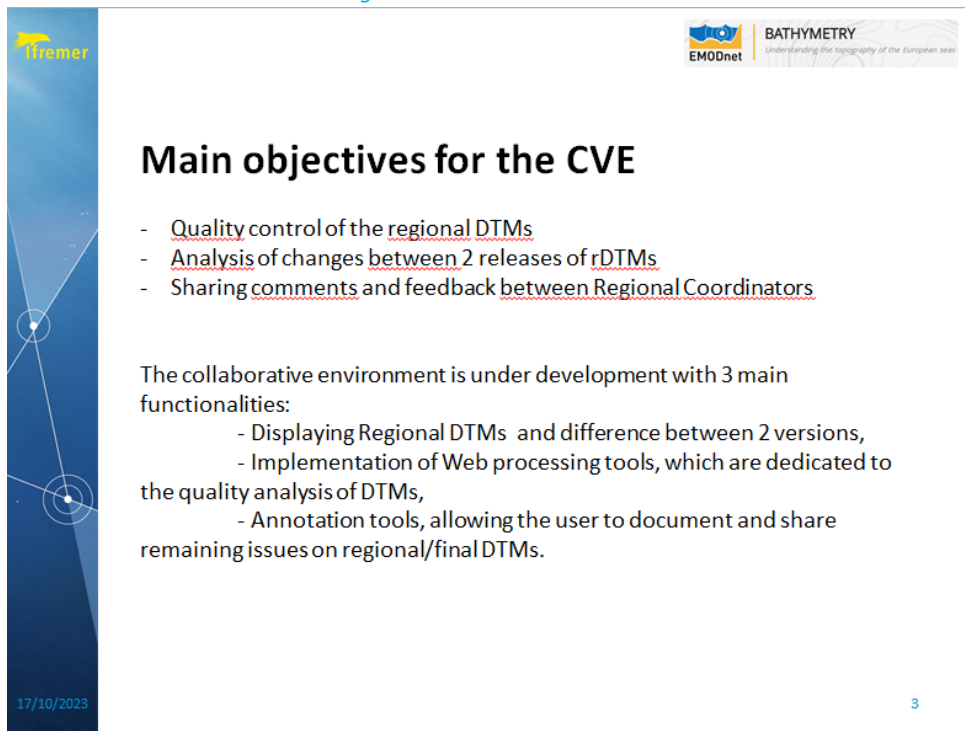 Ifremer
EMODnet
BATHYMETRY
Understanding the topography of the European seas
Main objectives for the CVE
- Quality control of the regional DTMs
- Analysis of changes between 2 releases of rDTMs
- Sharing comments and feedback between Regional Coordinators
The collaborative environment is under development with 3 main
functionalities:
- Displaying Regional DTMs and difference between 2 versions,
- Implementation of Web processing tools, which are dedicated to
the quality analysis of DTMs,
- Annotation tools, allowing the user to document and share
remaining issues on regional/final DTMs.
17/10/2023
3